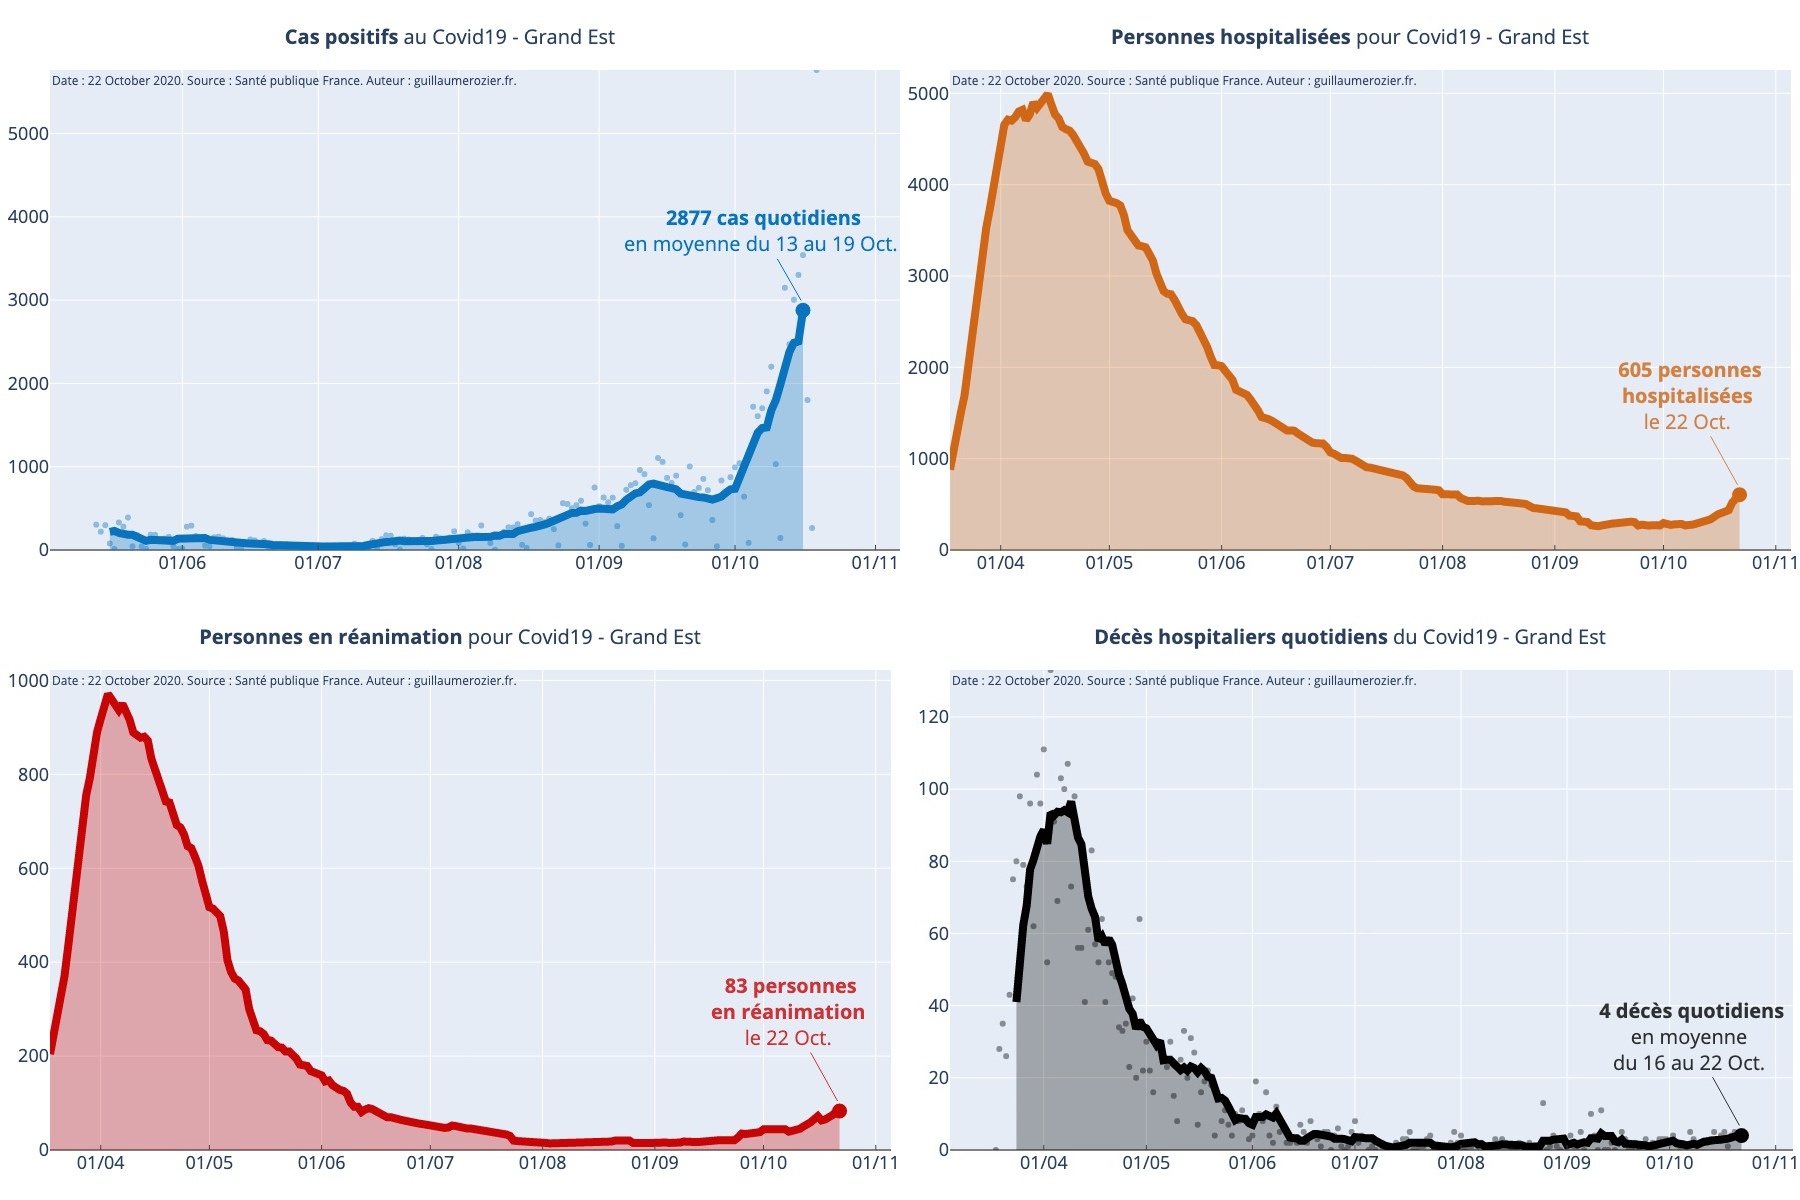 Cas positifs au Covid19 - Grand Est
Date : 22 October 2020. Source : Santé publique France. Auteur : guillaumerozier.fr.
5000
4000
3000
2000
1000
0
2877 cas quotidiens
en moyenne du 13 au 19 Oct.
01/06 01/07 01/08 01/09 01/10 01/11
Personnes hospitalisées pour Covid19 - Grand Est
Date : 22 October 2020. Source : Santé publique France. Auteur : guillaumerozier.fr.
5000
4000
3000
2000
1000
0
605 personnes
hospitalisées
le 22 Oct.
01/04 01/05 01/06 01/07 01/08 01/09 01/10 01/11
Personnes en réanimation pour Covid19 - Grand Est
Date : 22 October 2020. Source : Santé publique France. Auteur : guillaumerozier.fr.
1000
800
600
400
200
0
83 personnes
en réanimation
le 22 Oct.
01/04 01/05 01/06 01/07 01/08 01/09 01/10 01/11
Décès hospitaliers quotidiens du Covid19 - Grand Est
Date : 22 October 2020. Source : Santé publique France. Auteur : guillaumerozier.fr.
120
100
80
60
40
20
0
4 décès quotidiens
en moyenne
du 16 au 22 Oct.
01/04 01/05 01/06 01/07 01/08 01/09 01/10 01/11